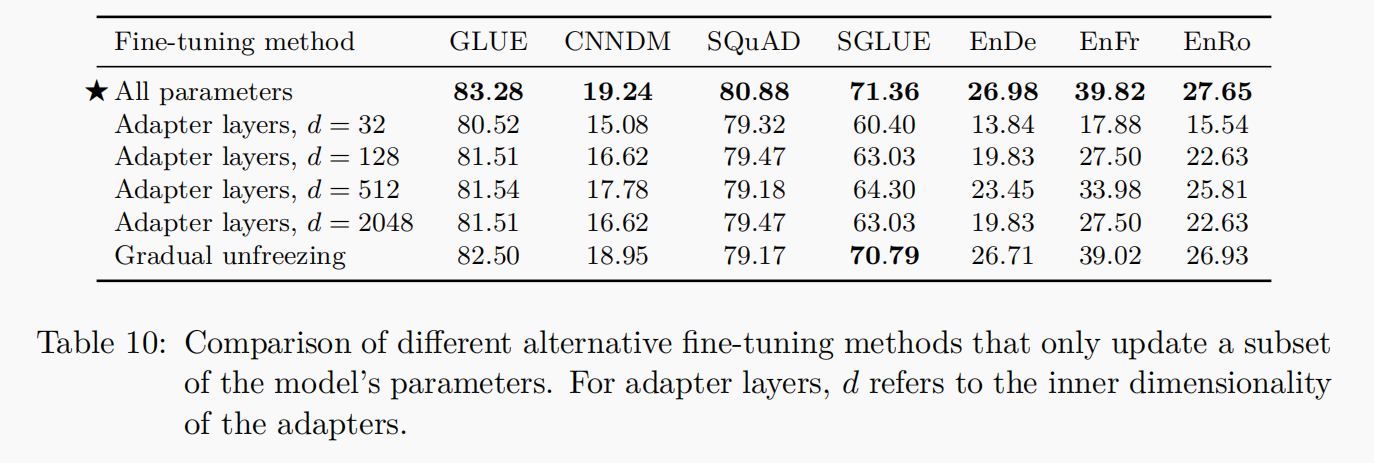 Fine-tuning method GLUE CNNDM SQuAD SGLUE EnDe EnFr EnRo
★ All parameters 83.28 19.24 80.88 71.36 26.98 39.82 27.65
Adapter layers, d = 32 80.52 15.08 79.32 60.40 13.84 17.88 15.54
Adapter layers, d = 128 81.51 16.62 79.47 63.03 19.83 27.50 22.63
Adapter layers, d = 512 81.54 17.78 79.18 64.30 23.45 33.98 25.81
Adapter layers, d = 2048 81.51 16.62 79.47 63.03 19.83 27.50 22.63
Gradual unfreezing 82.50 18.95 79.17 70.79 26.71 39.02 26.93
Table 10: Comparison of different alternative fine-tuning methods that only update a subset
of the model's parameters. For adapter layers, d refers to the inner dimensionality
of the adapters.